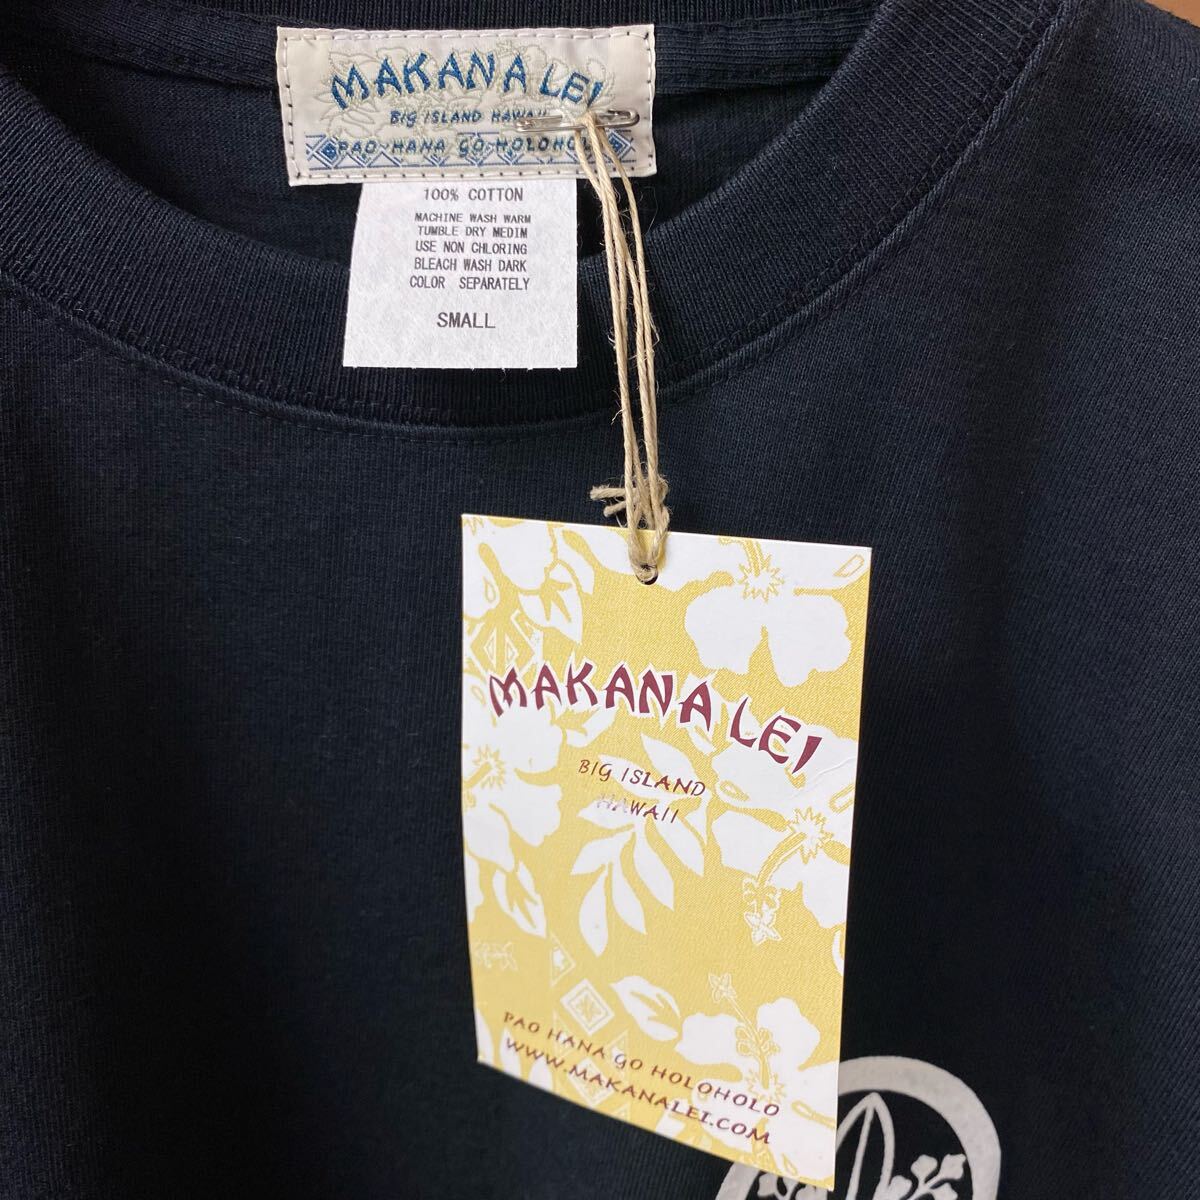 MAKANA LEI
BIG ISLAND HAWAII
PAO HANA GO HOLOHOLO
100% COTTON
MACHINE WASH WARM
TUMBLE DRY MEDIM
USE NON CHLORING
BLEACH WASH DARK
COLOR SEPARATELY
SMALL
MAKANA LEI
BIG ISLAND
HAWAII
PAO HANA GO HOLOHOLO
WWW.MAKANALEI.COM